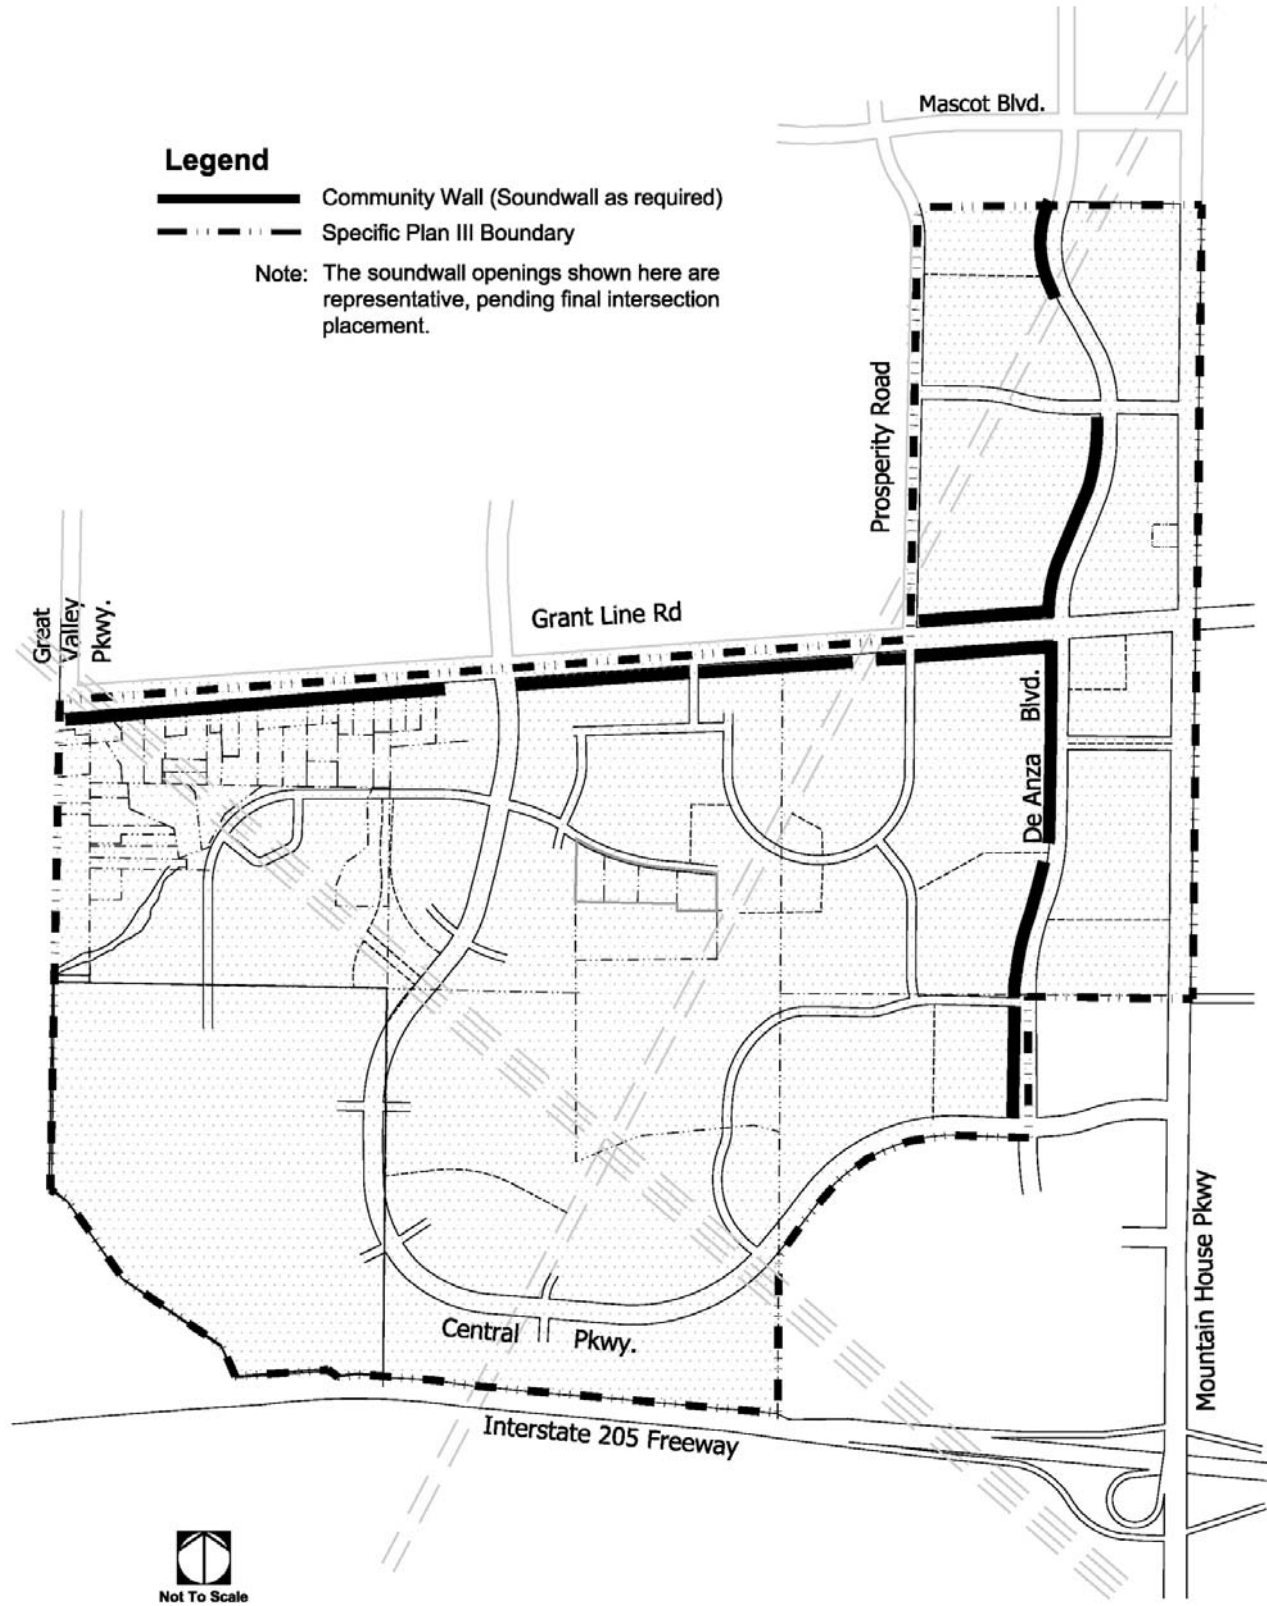 Mascot Blvd.
Legend
Community Wall (Soundwall as required)
Specific Plan III Boundary
Note: The soundwall openings shown here are
representative, pending final intersection
placement.
Prosperity Road
Great
Valley
Pkwy.
Grant Line Rd
De Anza Blvd.
Mountain House Pkwy
Central Pkwy.
Interstate 205 Freeway
Not To Scale